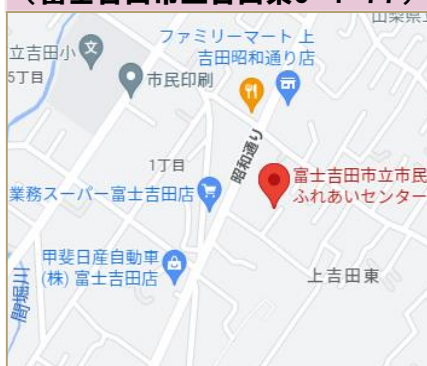 立吉田小
文
5丁目
市民印刷
ファミリーマート 上
吉田昭和通り店
昭和通り
1丁目
富士吉田市立市民
ふれあいセンター
業務スーパー富士吉田店
甲斐日産自動車
(株) 富士吉田店
上吉田東
間堀川